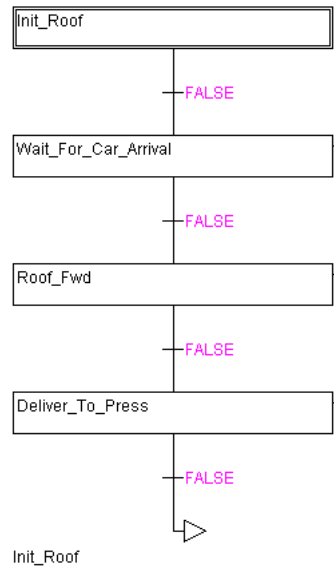 Init_Roof
FALSE
Wait_For_Car_Arrival
FALSE
Roof_Fwd
FALSE
Deliver_To_Press
FALSE
Init_Roof